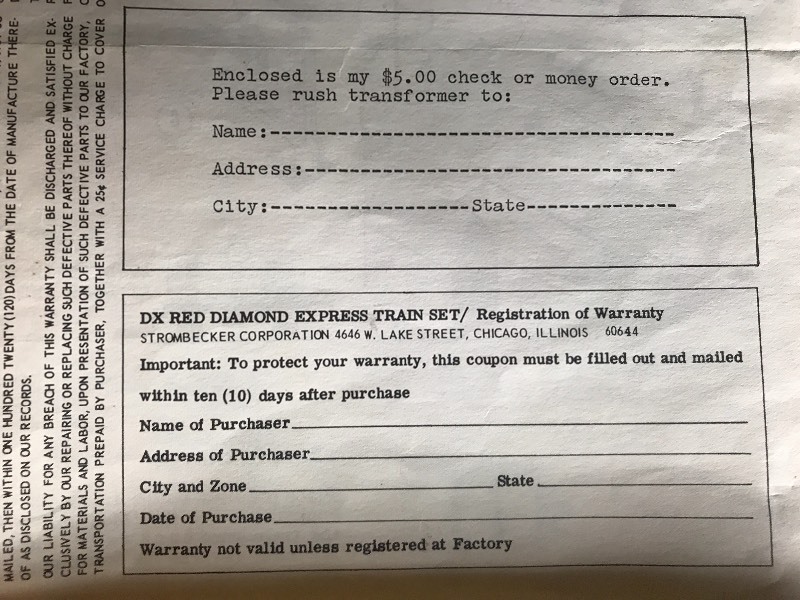 Enclosed is my $5.00 check or money order.
Please rush transformer to:
Name:
Address:
City: State
DX RED DIAMOND EXPRESS TRAIN SET/ Registration of Warranty
STROMBECKER CORPORATION 4646 W. LAKE STREET, CHICAGO, ILLINOIS 60644
Important: To protect your warranty, this coupon must be filled out and mailed
within ten (10) days after purchase
Name of Purchaser
Address of Purchaser
City and Zone State
Date of Purchase
Warranty not valid unless registered at Factory
MAILED, THEN WITHIN ONE HUNDRED TWENTY (120) DAYS FROM THE DATE OF MANUFACTURE THERE-
OF AS DISCLOSED ON OUR RECORDS.
OUR LIABILITY FOR ANY BREACH OF THIS WARRANTY SHALL BE DISCHARGED AND SATISFIED EX-
CLUSIVELY BY OUR REPAIRING OR REPLACING SUCH DEFECTIVE PARTS THEREOF WITHOUT CHARGE
FOR MATERIALS AND LABOR, UPON PRESENTATION OF SUCH DEFECTIVE PARTS TO OUR FACTORY,
TRANSPORTATION PREPAID BY PURCHASER, TOGETHER WITH A 25¢ SERVICE CHARGE TO COVER